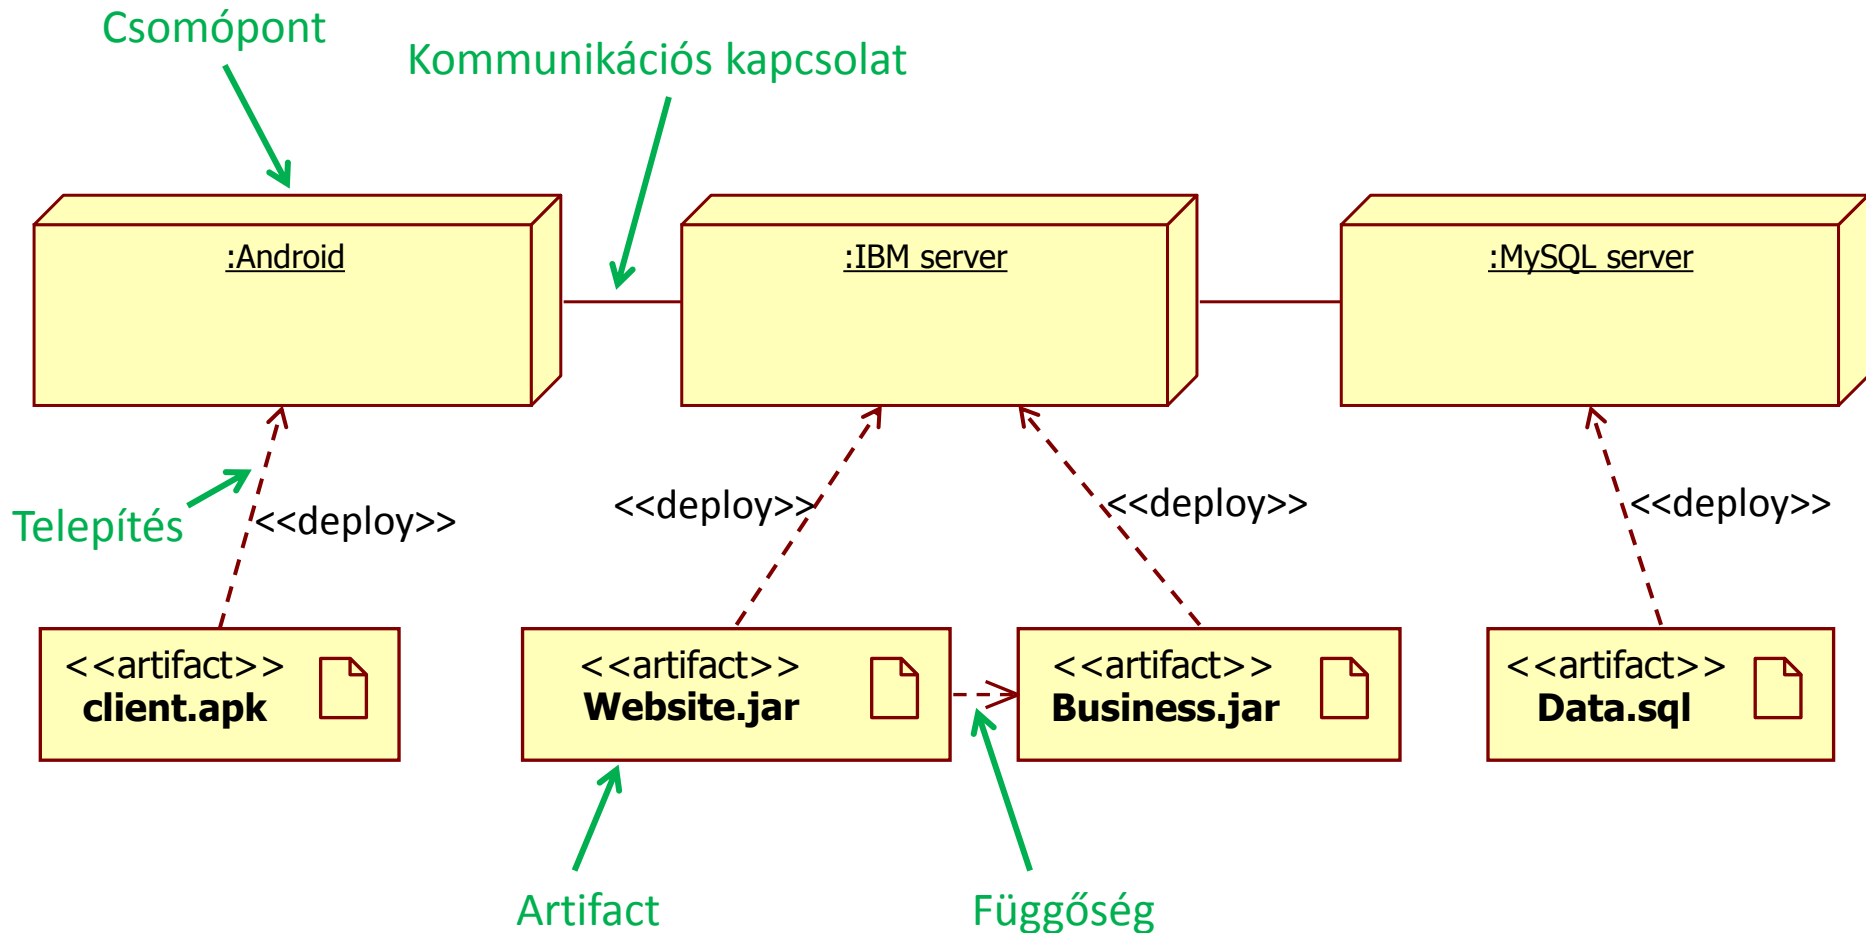 Csomópont
Kommunikációs kapcsolat
:Android
:IBM server
:MySQL server
Telepítés
<<deploy>>
<<deploy>>
<<deploy>>
<<deploy>>
<<artifact>>
client.apk
<<artifact>>
Website.jar
<<artifact>>
Business.jar
<<artifact>>
Data.sql
Artifact
Függőség